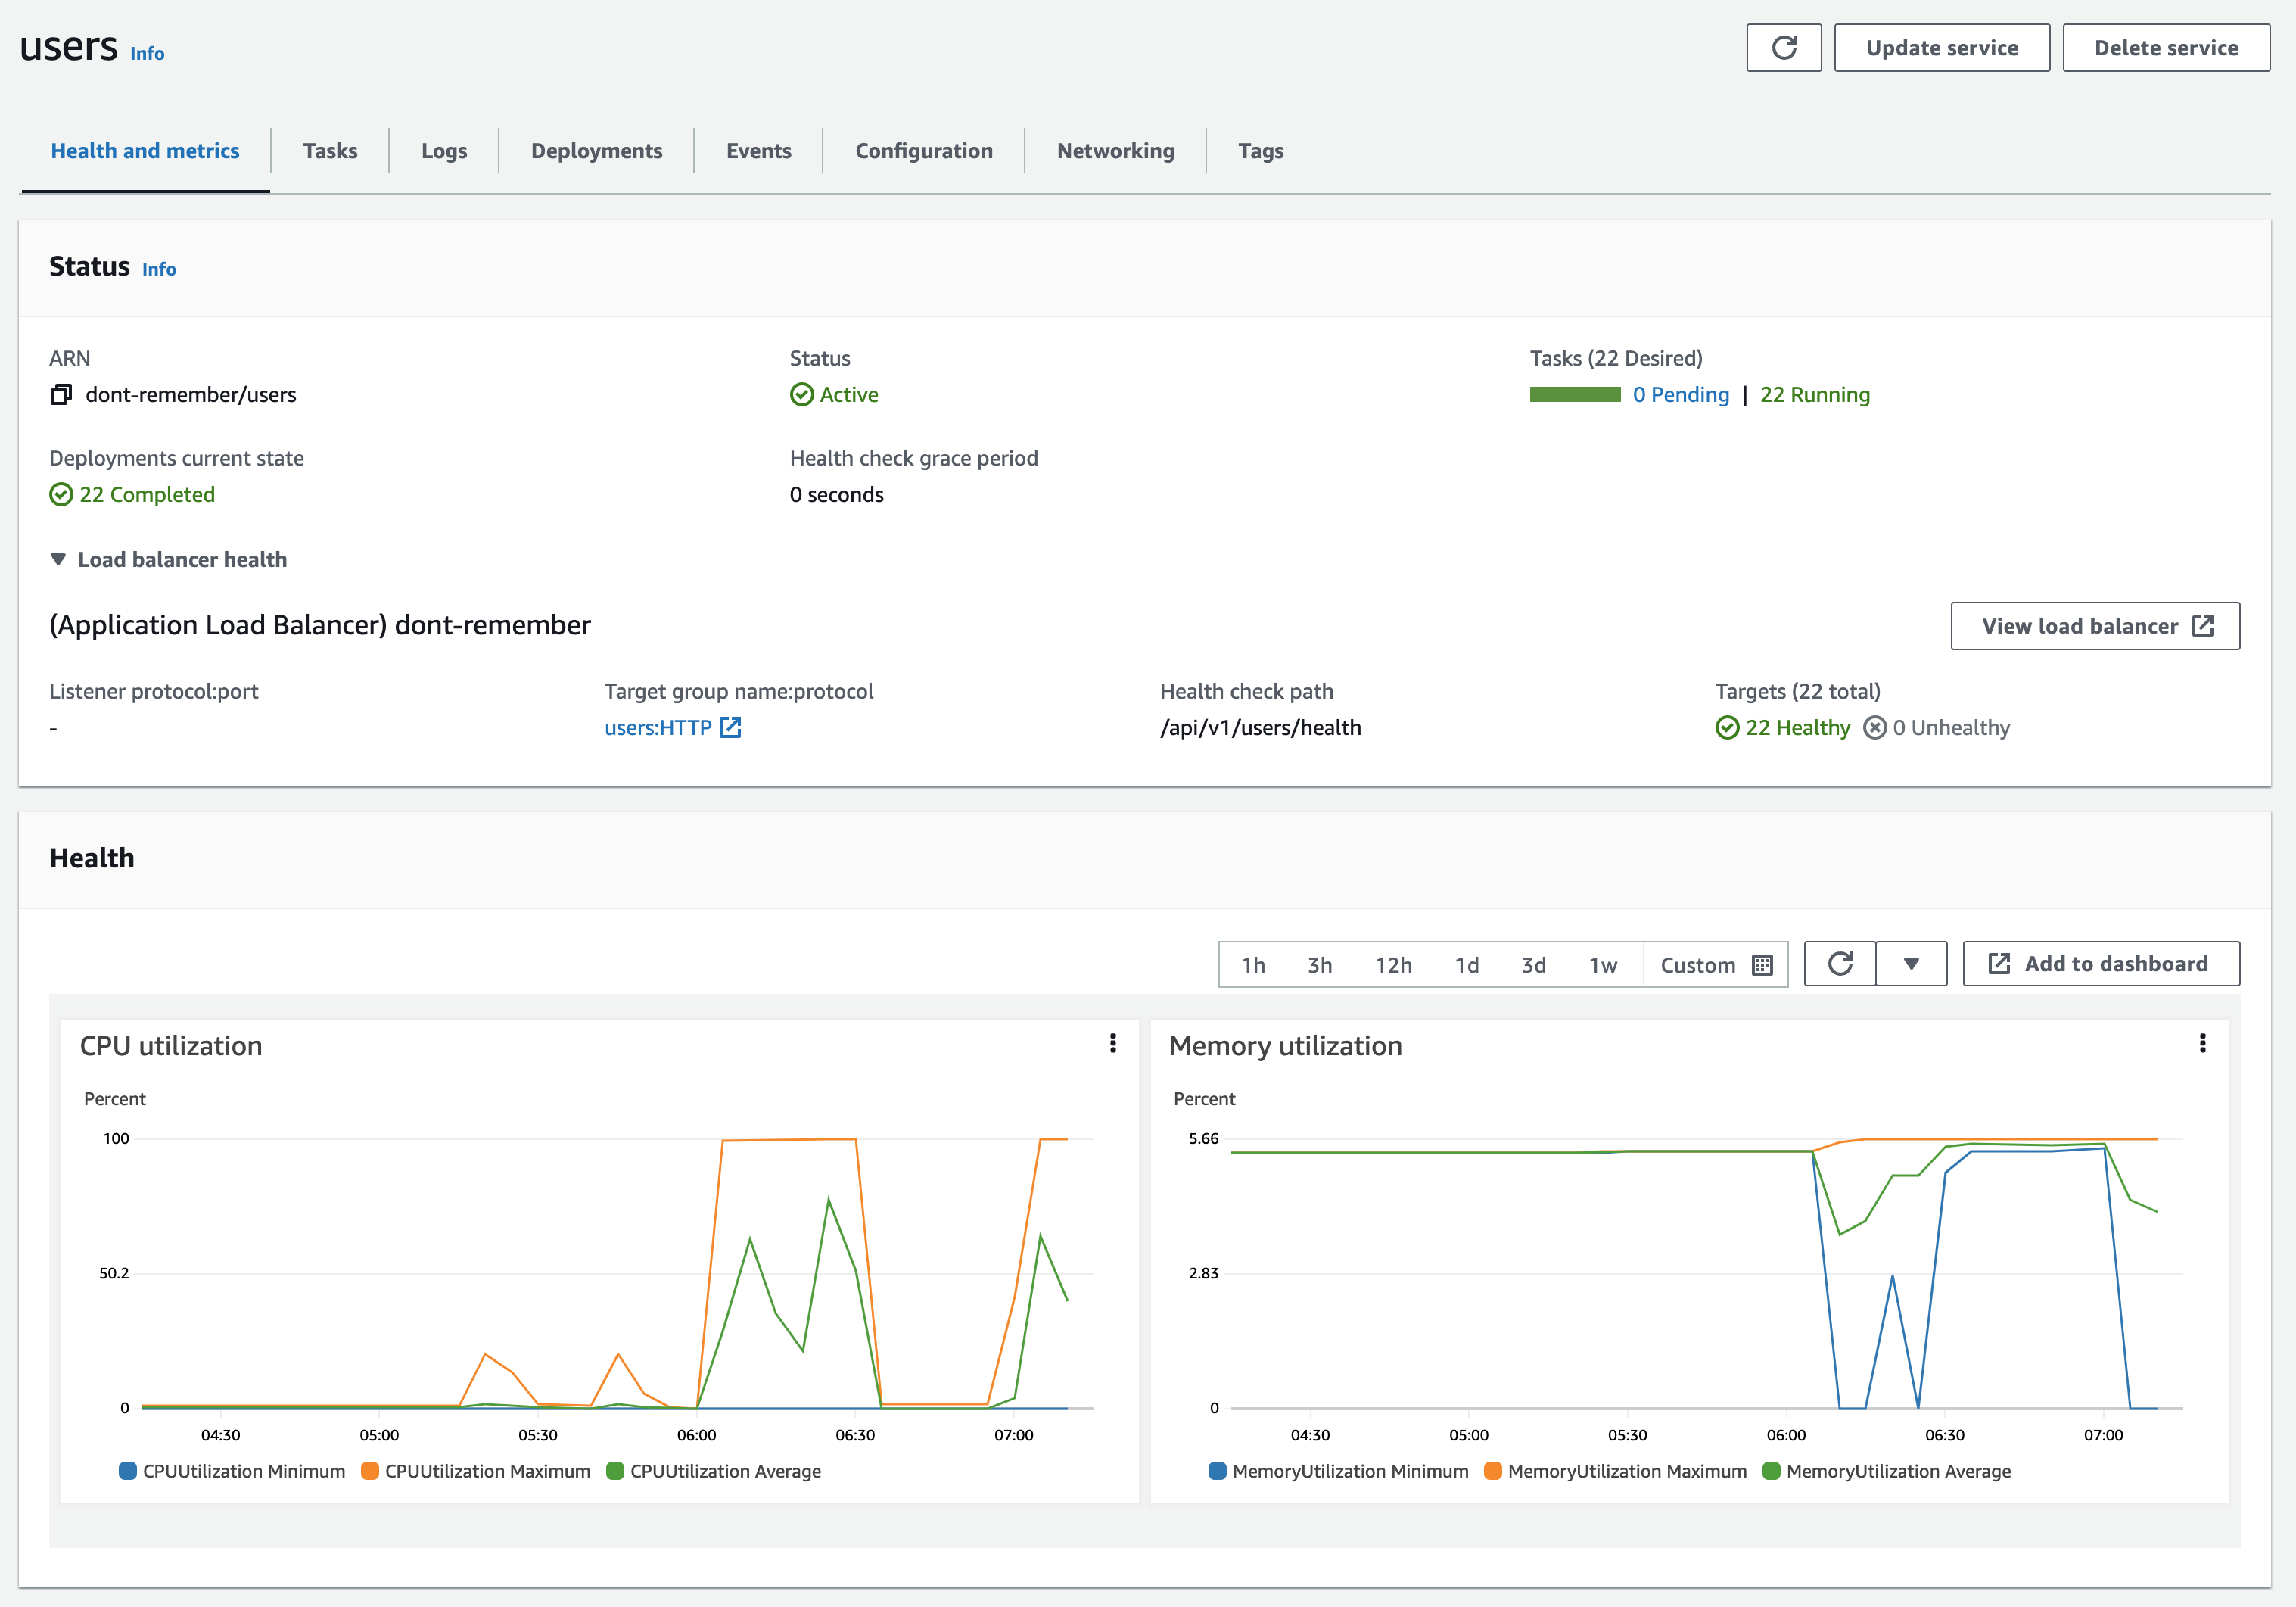 users Info
Update service
Delete service
Health and metrics
Tasks
Logs
Deployments
Events
Configuration
Networking
Tags
Status Info
ARN
dont-remember/users
Status
Active
Tasks (22 Desired)
0 Pending | 22 Running
Deployments current state
22 Completed
Health check grace period
0 seconds
Load balancer health
(Application Load Balancer) dont-remember
View load balancer
Listener protocol:port
-
Target group name:protocol
users:HTTP
Health check path
/api/v1/users/health
Targets (22 total)
22 Healthy 0 Unhealthy
Health
1h 3h 12h 1d 3d 1w Custom
Add to dashboard
CPU utilization
Percent
100
50.2
0
04:30 05:00 05:30 06:00 06:30 07:00
CPUUtilization Minimum CPUUtilization Maximum CPUUtilization Average
Memory utilization
Percent
5.66
2.83
0
04:30 05:00 05:30 06:00 06:30 07:00
MemoryUtilization Minimum MemoryUtilization Maximum MemoryUtilization Average